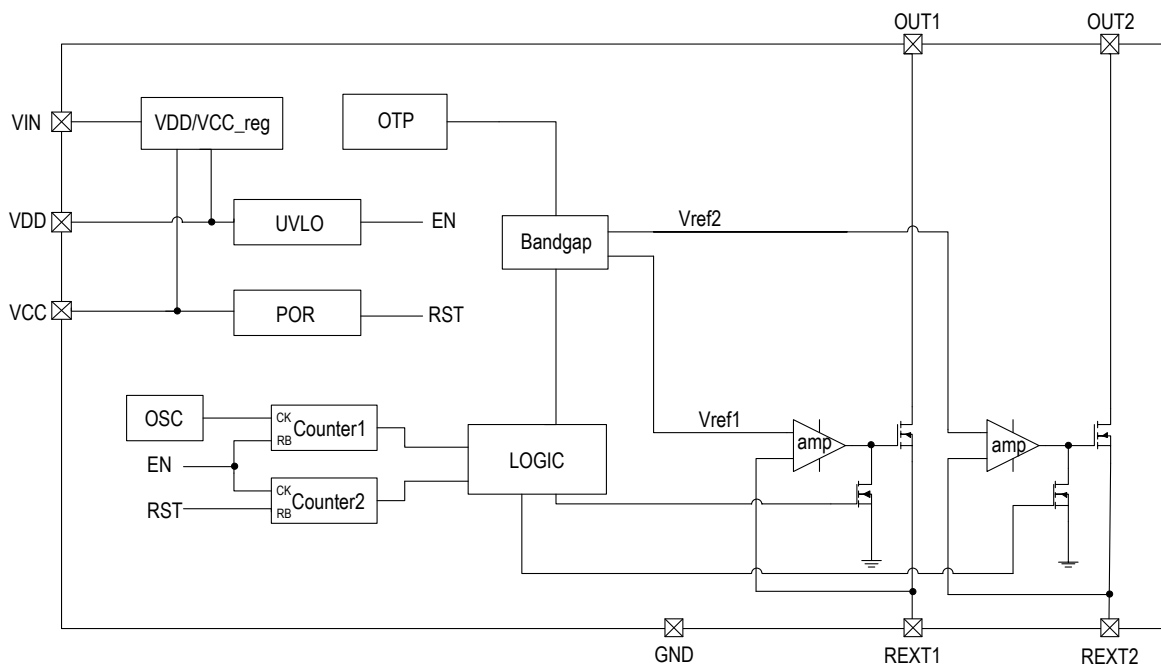 OUT1
OUT2
VIN
VDD/VCC_reg
OTP
VDD
UVLO
EN
Vref2
Bandgap
VCC
POR
RST
OSC
CK
RB
Counter1
Vref1
amp
amp
EN
LOGIC
RST
CK
RB
Counter2
GND
REXT1
REXT2